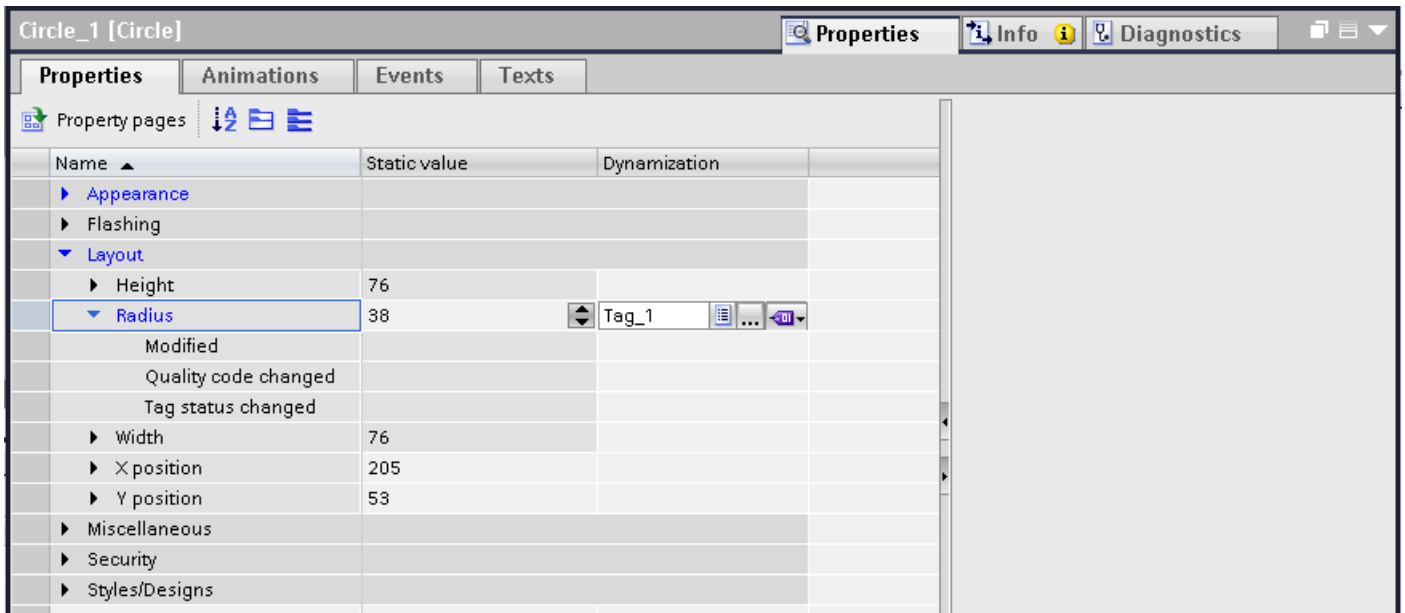 Circle_1 [Circle] Properties Info Diagnostics
Properties Animations Events Texts
Property pages
Name Static value Dynamization
Appearance
Flashing
Layout
Height 76
Radius 38 Tag_1 ...
Modified
Quality code changed
Tag status changed
Width 76
X position 205
Y position 53
Miscellaneous
Security
Styles/Designs